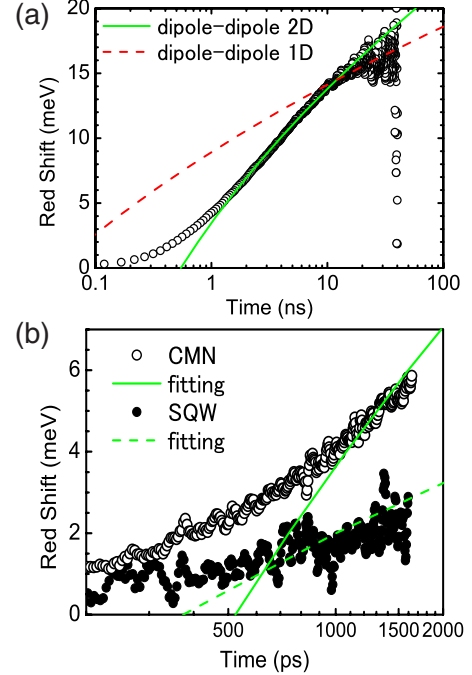 (a)
dipole-dipole 2D
dipole-dipole 1D
20
15
10
5
0
Red Shift (meV)
0.1 1 10 100
Time (ns)
(b)
CMN
fitting
SQW
fitting
6
4
2
0
Red Shift (meV)
500 1000 1500 2000
Time (ps)